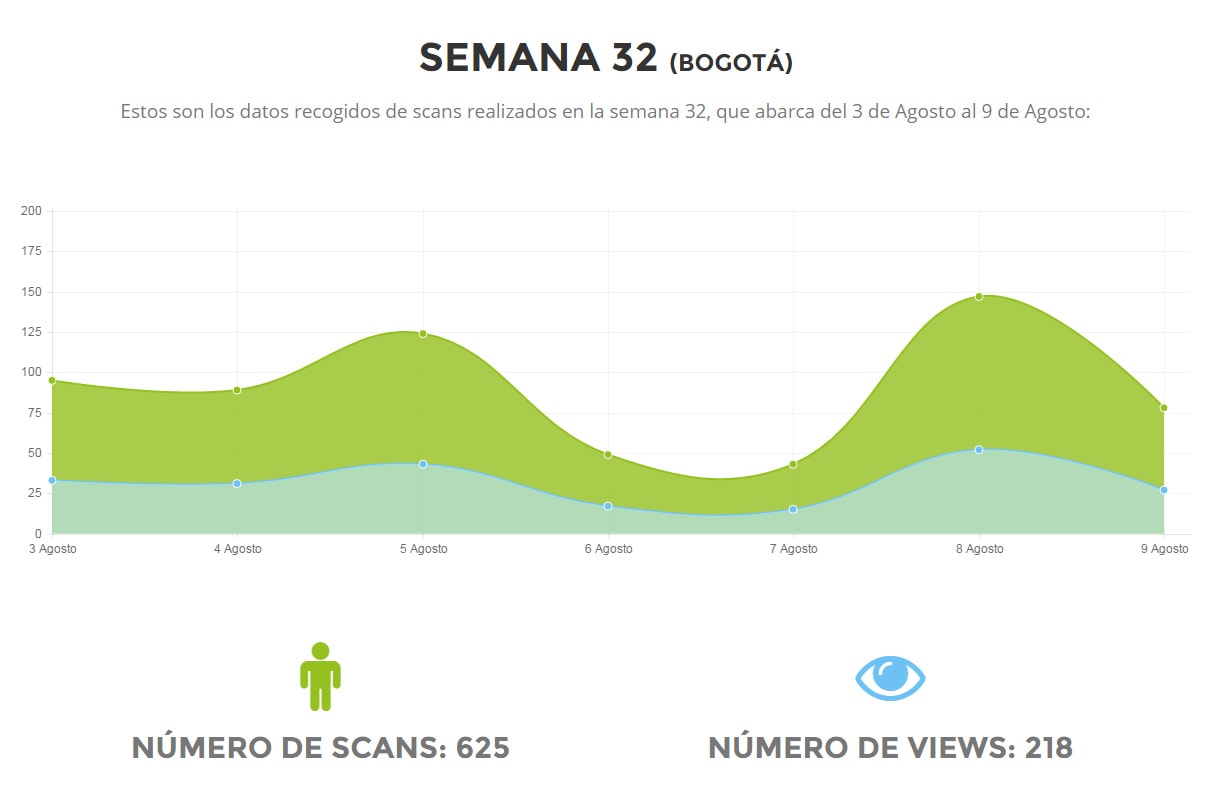 SEMANA 32 (BOGOTÁ)
Estos son los datos recogidos de scans realizados en la semana 32, que abarca del 3 de Agosto al 9 de Agosto:
200
175
150
125
100
75
50
25
0
3 Agosto 4 Agosto 5 Agosto 6 Agosto 7 Agosto 8 Agosto 9 Agosto
NÚMERO DE SCANS: 625 NÚMERO DE VIEWS: 218